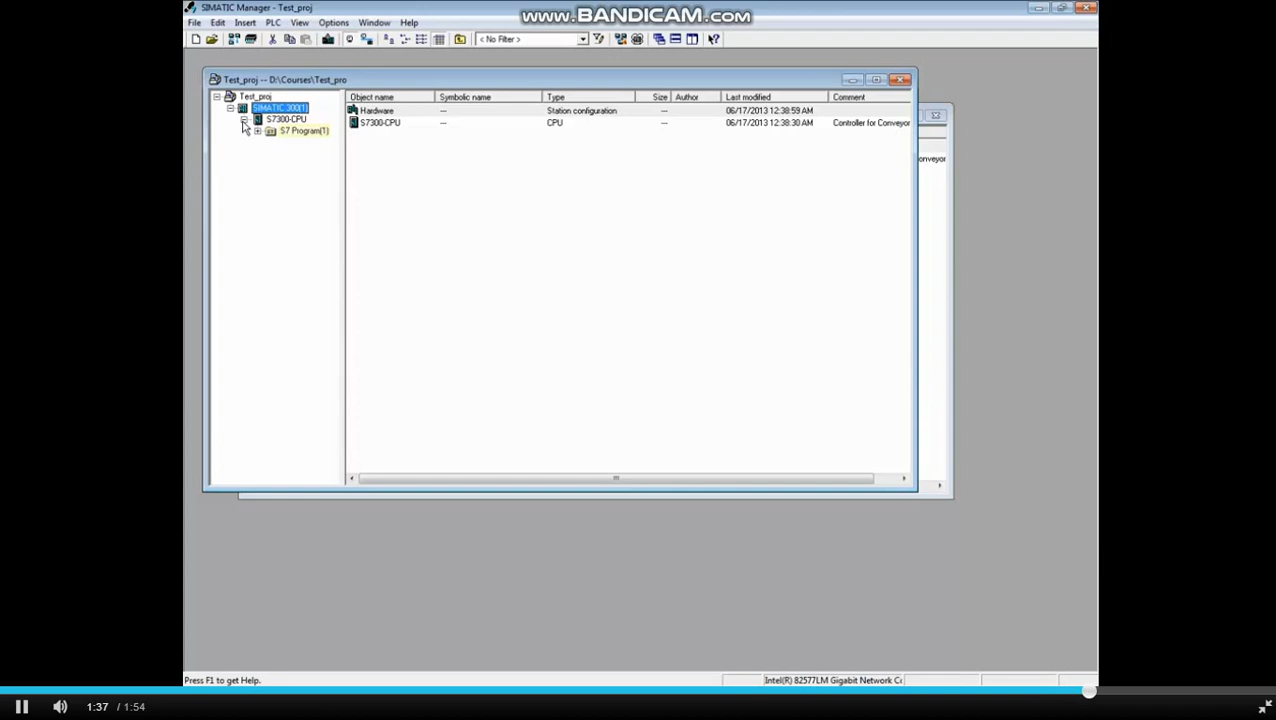 SIMATIC Manager - Test_proj
www.BANDICAM.com
File Edit Insert PLC View Options Window Help
< No Filter >
Test_proj -- D:\Courses\Test_pro
Test_proj
SIMATIC 300(1)
S7300-CPU
S7 Program(1)
Object name Symbolic name Type Size Author Last modified Comment
Hardware --- Station configuration --- 06/17/2013 12:38:59 AM
S7300-CPU --- CPU --- 06/17/2013 12:38:30 AM Controller for Conveyor
onveyor
Press F1 to get Help.
Intel(R) 82577LM Gigabit Network Cc
1:37 / 1:54